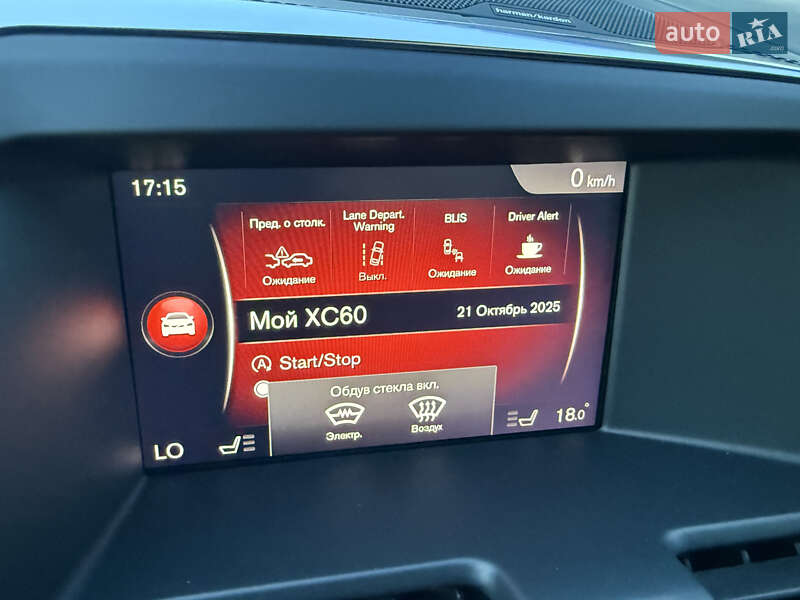 harman/kardon
auto RIA .com
17:15
0 km/h
Пред. о столк.
Lane Depart. Warning
BLIS
Driver Alert
Ожидание
Выкл.
Ожидание
Ожидание
Мой XC60
21 Октябрь 2025
A Start/Stop
Обдув стекла вкл.
Электр.
Воздух
LO
18.0°